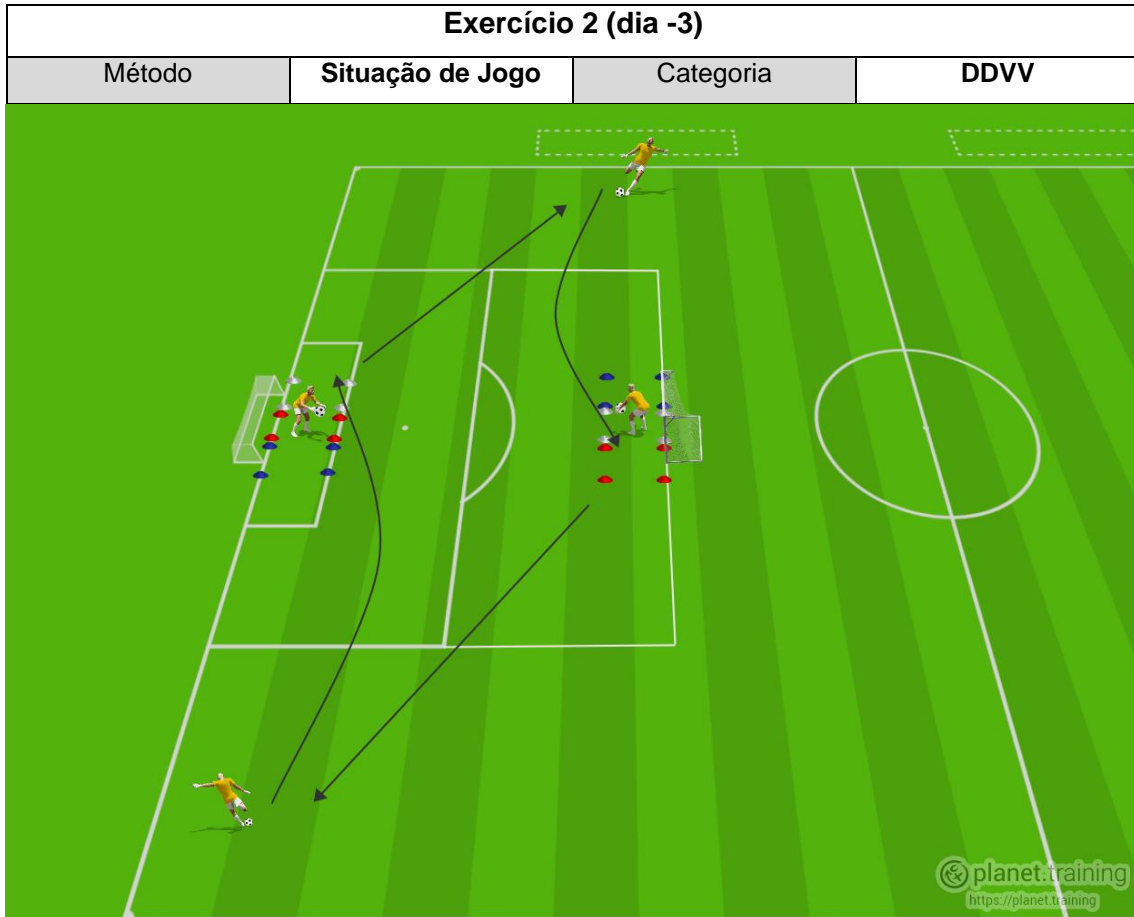 Exercício 2 (dia -3)
Método Situação de Jogo Categoria DDVV
planet.training
https://planet.training